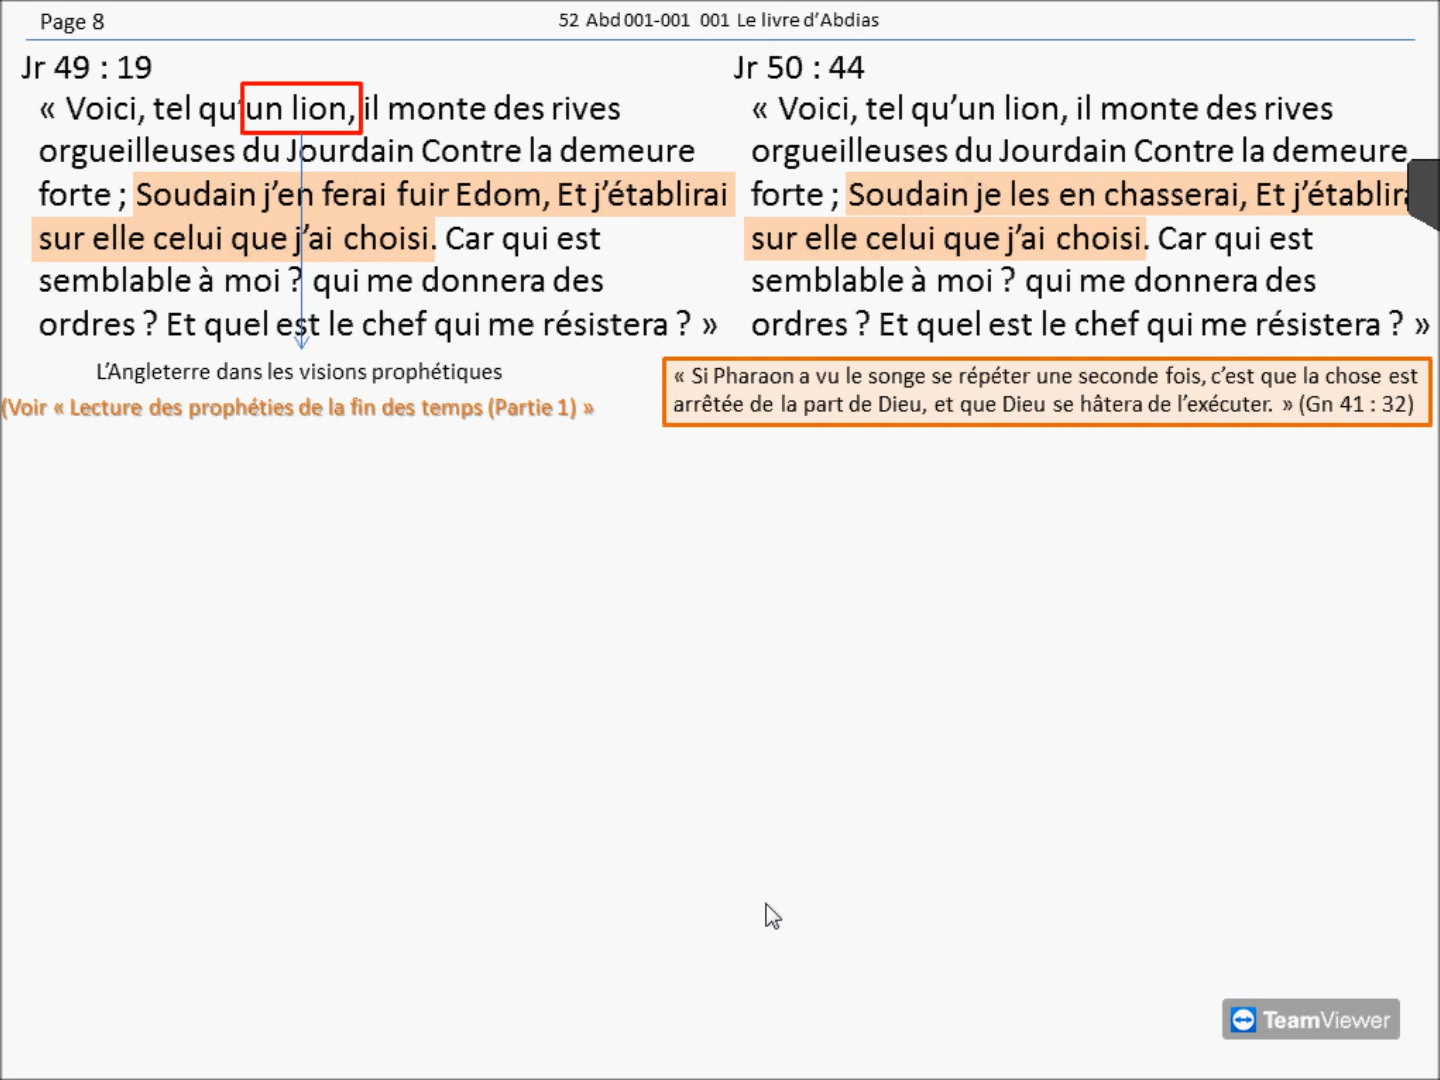 Page 8
52 Abd 001-001 001 Le livre d’Abdias
Jr 49 : 19
« Voici, tel qu’un lion, il monte des rives
orgueilleuses du Jourdain Contre la demeure
forte ; Soudain j’en ferai fuir Edom, Et j’établirai
sur elle celui que j’ai choisi. Car qui est
semblable à moi ? qui me donnera des
ordres ? Et quel est le chef qui me résistera ? »
L’Angleterre dans les visions prophétiques
(Voir « Lecture des prophéties de la fin des temps (Partie 1) »
Jr 50 : 44
« Voici, tel qu’un lion, il monte des rives
orgueilleuses du Jourdain Contre la demeure
forte ; Soudain je les en chasserai, Et j’établir
sur elle celui que j’ai choisi. Car qui est
semblable à moi ? qui me donnera des
ordres ? Et quel est le chef qui me résistera ? »
« Si Pharaon a vu le songe se répéter une seconde fois, c’est que la chose est
arrêtée de la part de Dieu, et que Dieu se hâtera de l’exécuter. » (Gn 41 : 32)
TeamViewer